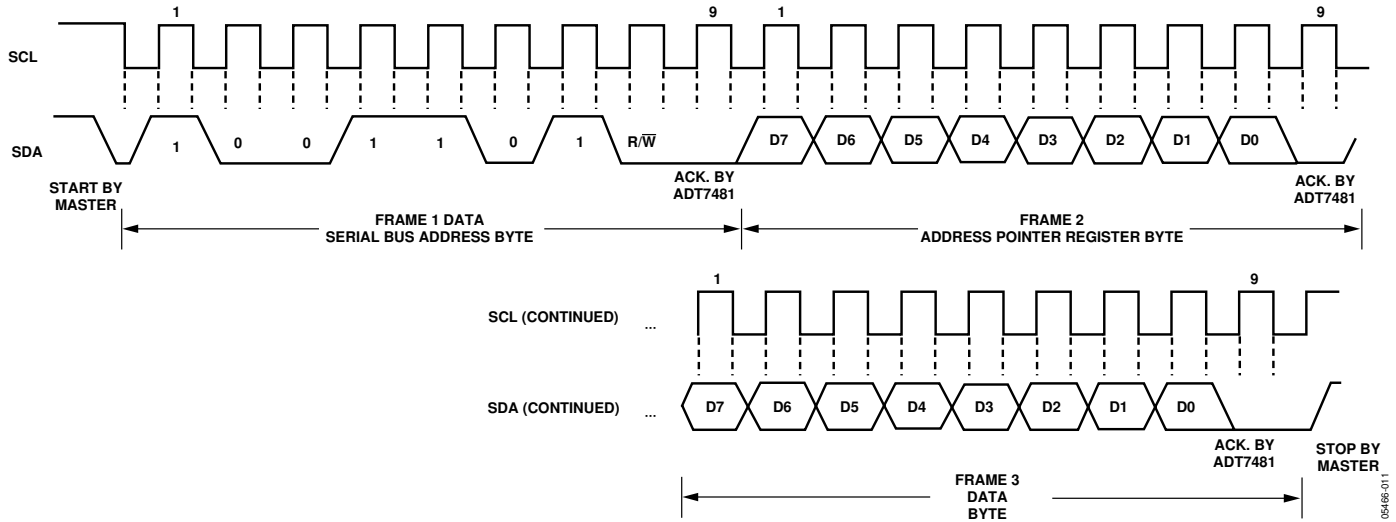 1 9 1 9
SCL
SDA
1 0 0 1 1 0 1 R/W̅ D7 D6 D5 D4 D3 D2 D1 D0
START BY
MASTER
ACK. BY
ADT7481
ACK. BY
ADT7481
FRAME 1 DATA
SERIAL BUS ADDRESS BYTE
FRAME 2
ADDRESS POINTER REGISTER BYTE
1 9
SCL (CONTINUED) ...
SDA (CONTINUED) ... D7 D6 D5 D4 D3 D2 D1 D0
ACK. BY
ADT7481
STOP BY
MASTER
FRAME 3
DATA
BYTE
05466-011